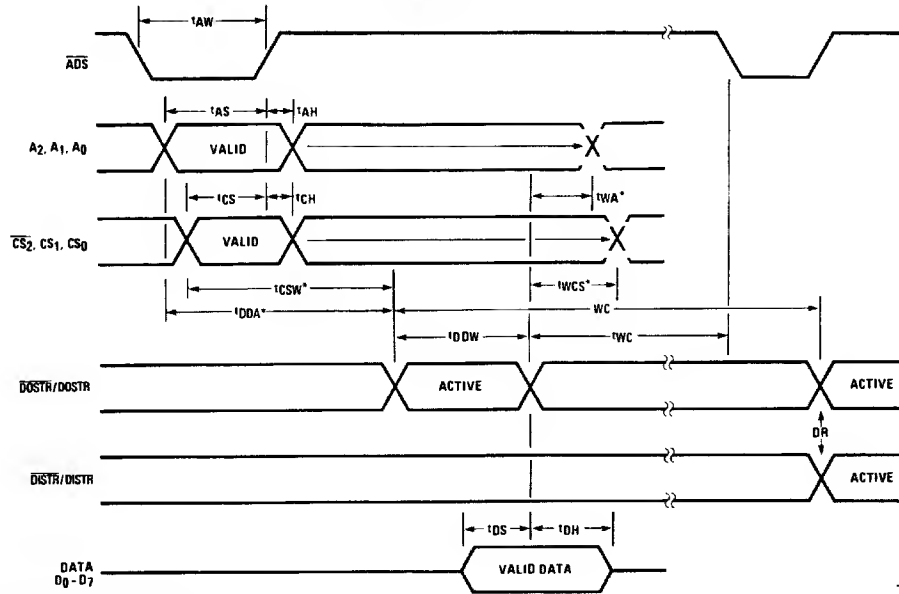 tAW
ADS
tAS tAH
A2, A1, A0 VALID
tCS tCH tWA*
CS2, CS1, CS0 VALID
tCSW* tWCS*
tDDA* WC
tDDW tWC
DOSTR/DOSTR ACTIVE ACTIVE
DR
DISTR/DISTR ACTIVE
tDS tDH
DATA
D0-D7 VALID DATA